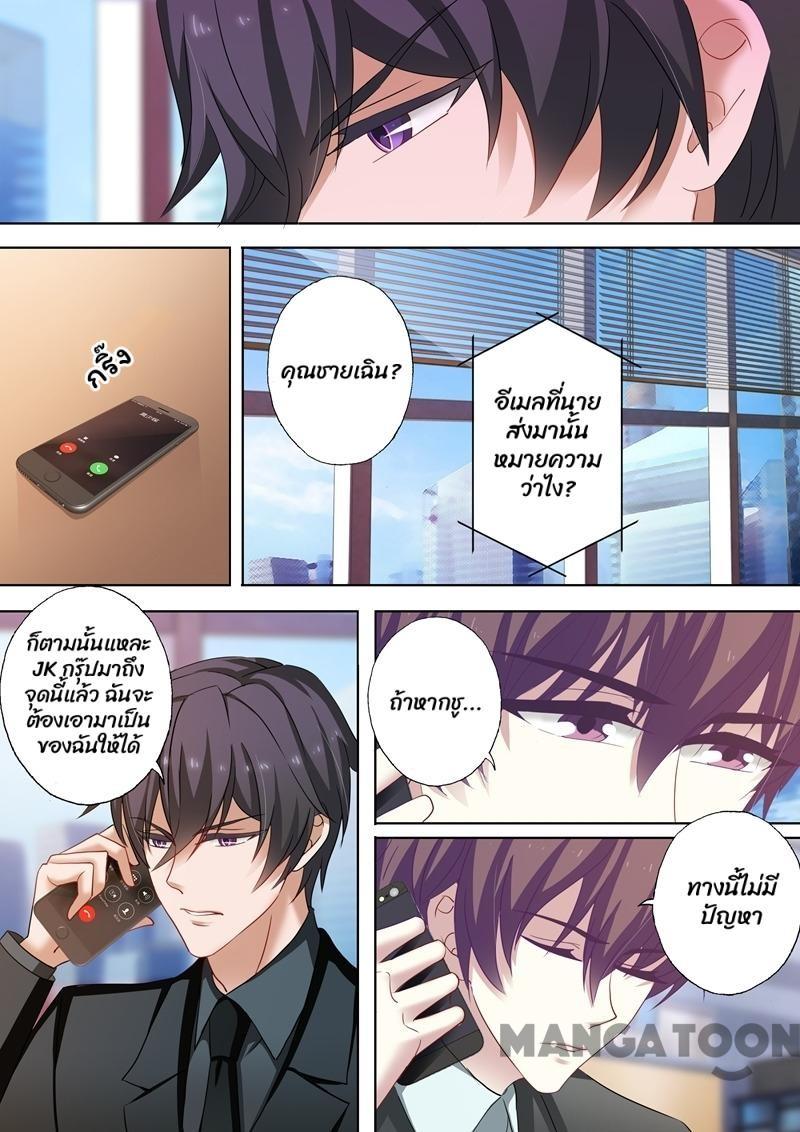 กริ๊ง
คุณชายเฉิน?
อีเมลที่นาย
ส่งมานั้น
หมายความ
ว่าไง?
ก็ตามนั้นแหละ
JK กรุ๊ปมาถึง
จุดนี้แล้ว ฉันจะ
ต้องเอามาเป็น
ของฉันให้ได้
ถ้าหากชู...
ทางนี้ไม่มี
ปัญหา
MANGATOON